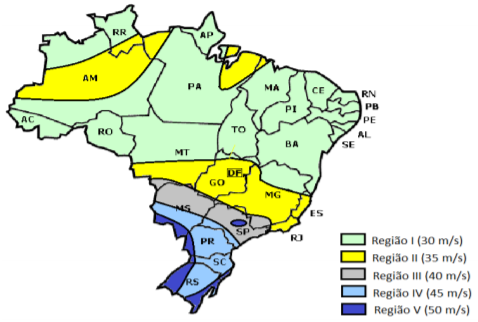 RR
AP
AM
PA
MA
CE
RN
PB
PI
PE
AC
AL
RO
TO
SE
BA
MT
DF
GO
MG
MS
ES
SP
RJ
PR
SC
RS
Região I (30 m/s)
Região II (35 m/s)
Região III (40 m/s)
Região IV (45 m/s)
Região V (50 m/s)